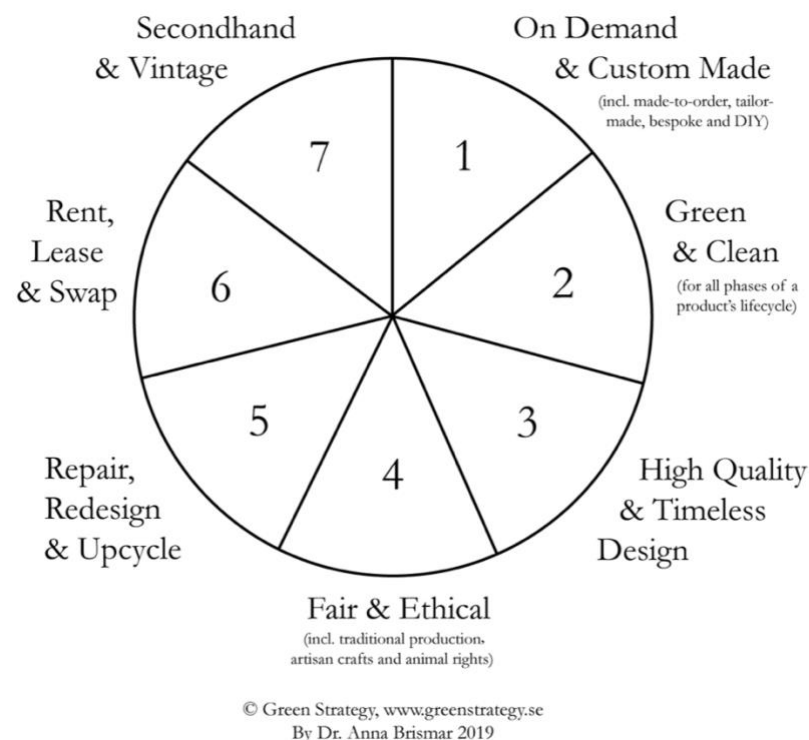 Secondhand
& Vintage
On Demand
& Custom Made
(incl. made-to-order, tailor-
made, bespoke and DIY)
7
1
Rent,
Lease
& Swap
Green
& Clean
(for all phases of a
product's lifecycle)
6
2
5
3
4
Repair,
Redesign
& Upcycle
High Quality
& Timeless
Design
Fair & Ethical
(incl. traditional production,
artisan crafts and animal rights)
© Green Strategy, www.greenstrategy.se
By Dr. Anna Brismar 2019